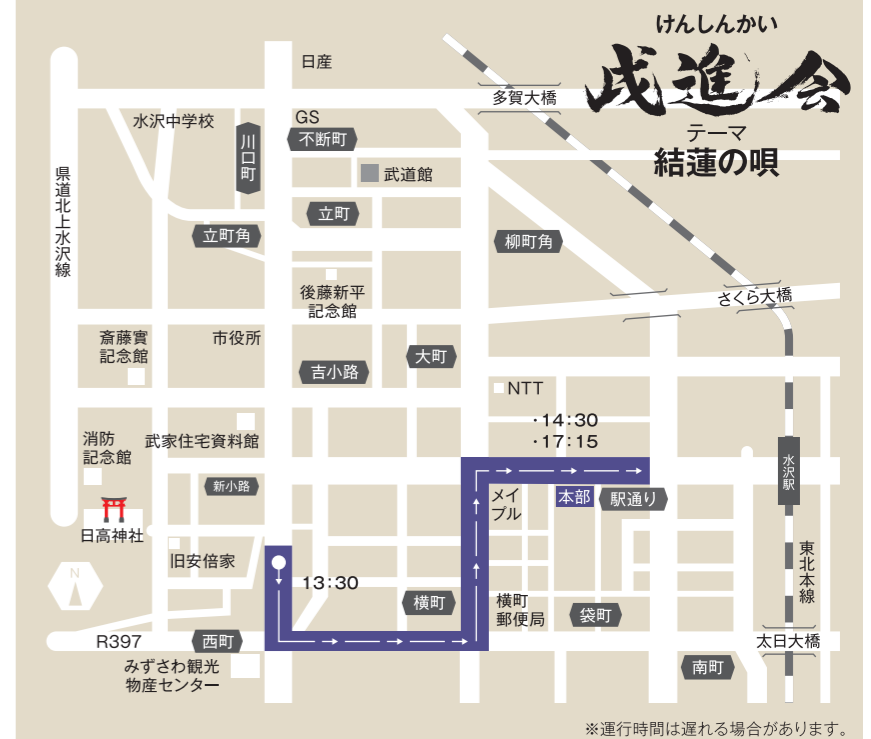 けんしんかい
戌進会
テーマ
結蓮の唄
日産
多賀大橋
水沢中学校
GS
川口町
不断町
武道館
県道北上水沢線
立町
立町角
柳町角
後藤新平
記念館
さくら大橋
斎藤實
記念館
市役所
大町
吉小路
NTT
・14:30
・17:15
消防
記念館
武家住宅資料館
新小路
水沢駅
メイ
プル
本部
駅通り
日高神社
旧安倍家
東北本線
N
13:30
横町
横町
郵便局
袋町
R397
西町
太日大橋
みずさわ観光
物産センター
南町
※運行時間は遅れる場合があります。